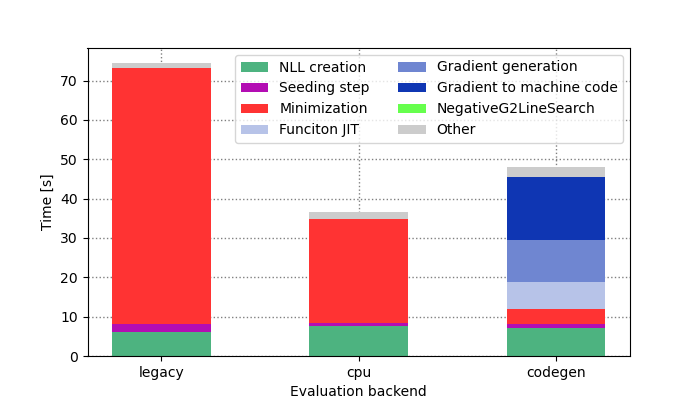 NLL creation
Seeding step
Minimization
Funciton JIT
Gradient generation
Gradient to machine code
NegativeG2LineSearch
Other
Time [s]
70
60
50
40
30
20
10
0
legacy
cpu
codegen
Evaluation backend